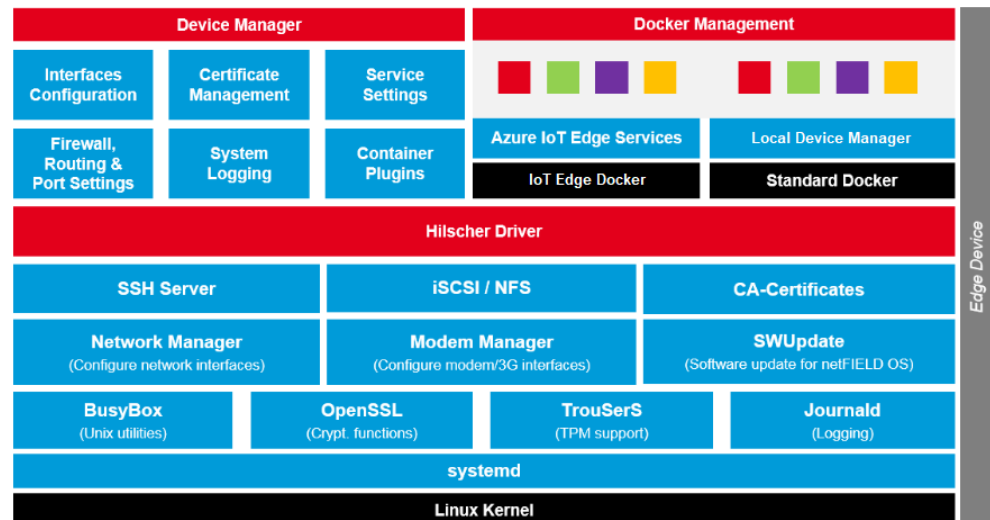 Device Manager
Docker Management
Interfaces
Configuration
Certificate
Management
Service
Settings
Firewall,
Routing &
Port Settings
System
Logging
Container
Plugins
Azure IoT Edge Services
Local Device Manager
IoT Edge Docker
Standard Docker
Hilscher Driver
SSH Server
iSCSI / NFS
CA-Certificates
Network Manager
(Configure network interfaces)
Modem Manager
(Configure modem/3G interfaces)
SWUpdate
(Software update for netFIELD OS)
BusyBox
(Unix utilities)
OpenSSL
(Crypt. functions)
TrouSerS
(TPM support)
Journald
(Logging)
systemd
Linux Kernel
Edge Device